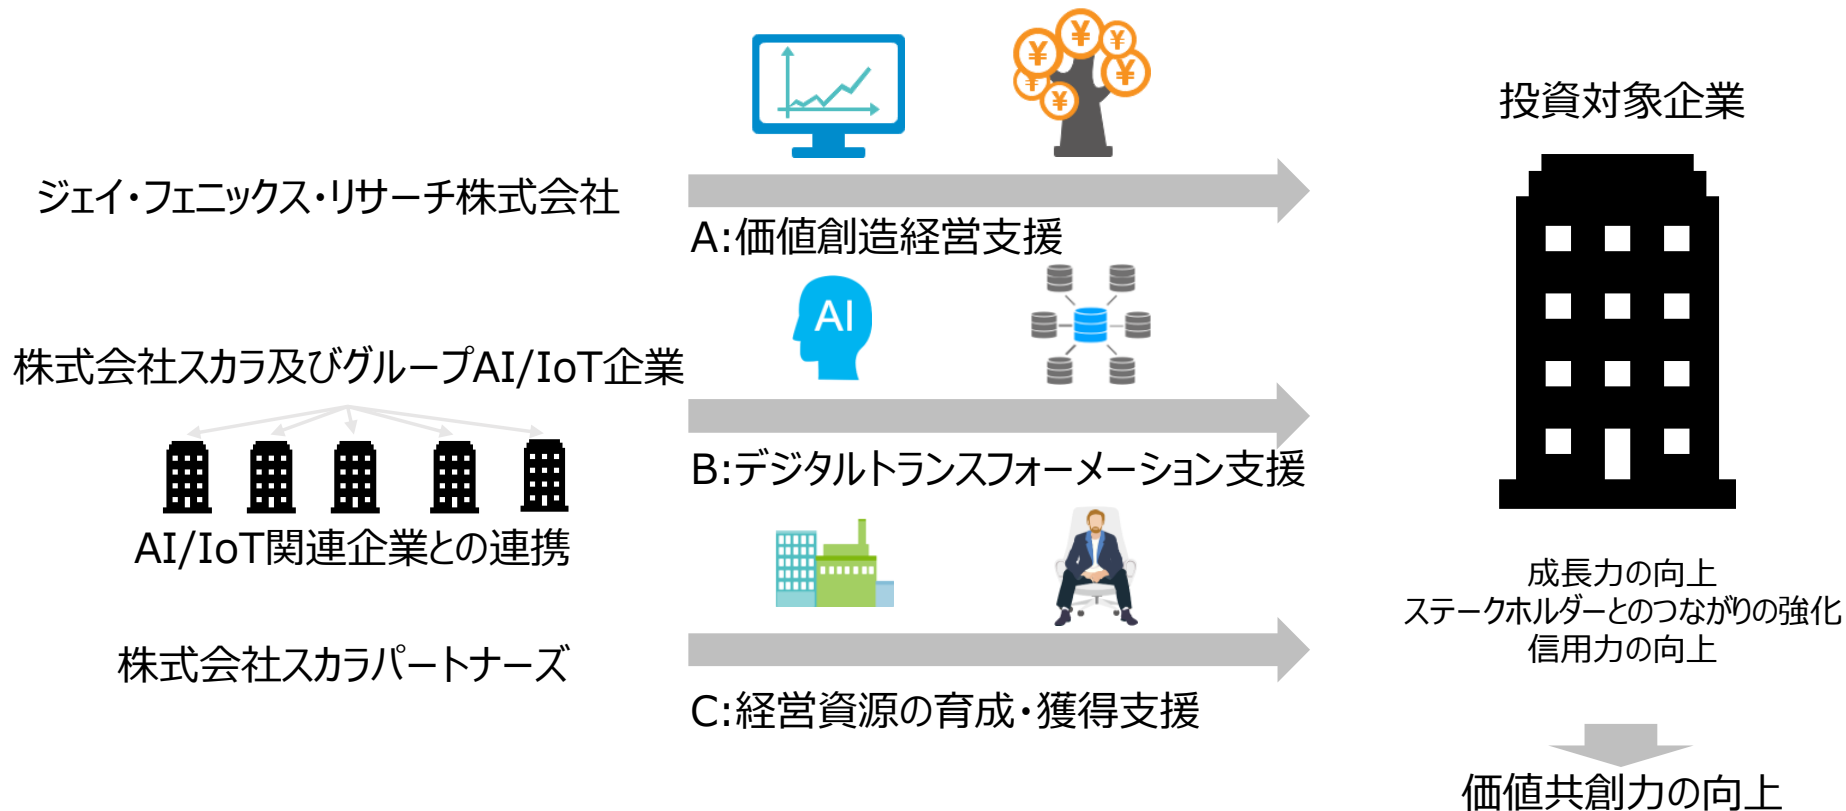 ジェイ・フェニックス・リサーチ株式会社
¥ ¥ ¥ ¥ ¥ ¥
A:価値創造経営支援
株式会社スカラ及びグループAI/IoT企業
AI/IoT関連企業との連携
AI
B:デジタルトランスフォーメーション支援
株式会社スカラパートナーズ
C:経営資源の育成・獲得支援
投資対象企業
成長力の向上
ステークホルダーとのつながりの強化
信用力の向上
価値共創力の向上